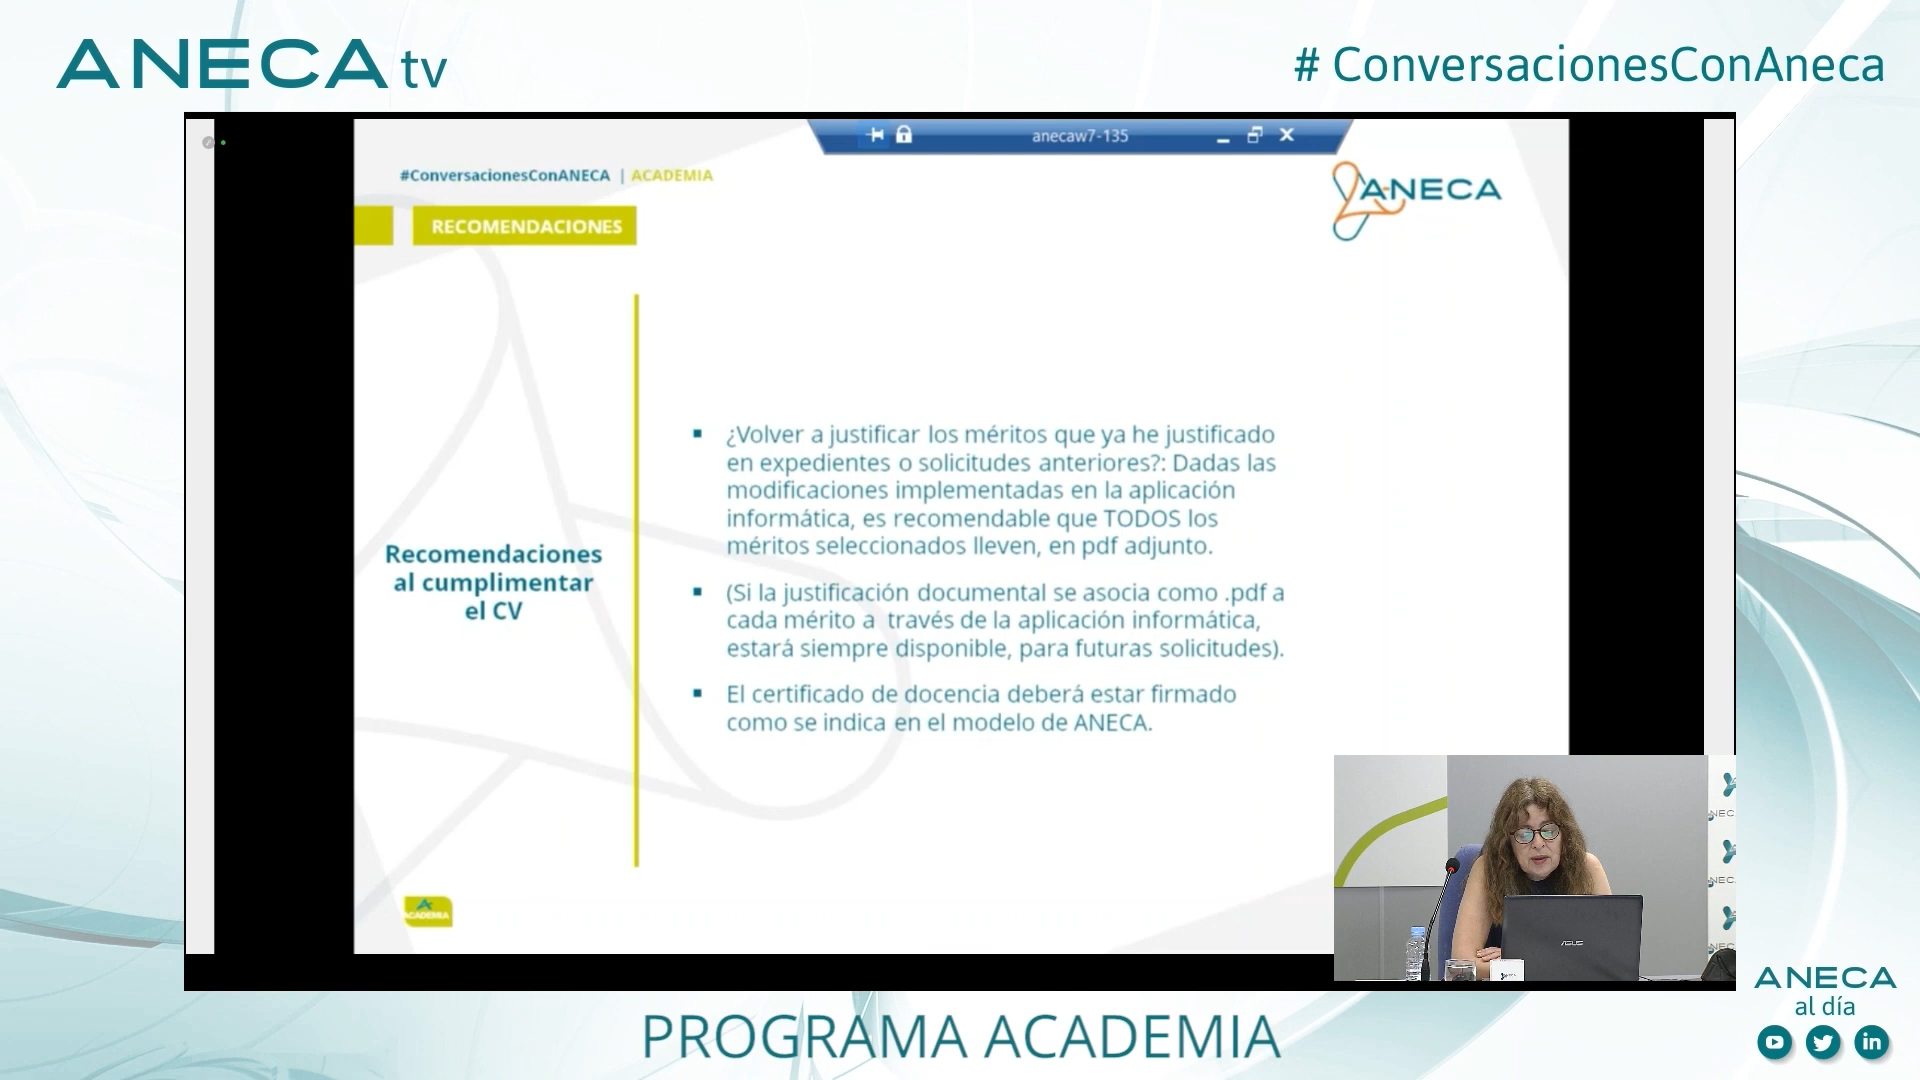 ANECA tv
# ConversacionesConAneca
anecaw7-135
#ConversacionesConANECA | ACADEMIA
ANECA
RECOMENDACIONES
Recomendaciones
al cumplimentar
el CV
▪ ¿Volver a justificar los méritos que ya he justificado
en expedientes o solicitudes anteriores?: Dadas las
modificaciones implementadas en la aplicación
informática, es recomendable que TODOS los
méritos seleccionados lleven, en pdf adjunto.
▪ (Si la justificación documental se asocia como .pdf a
cada mérito a través de la aplicación informática,
estará siempre disponible, para futuras solicitudes).
▪ El certificado de docencia deberá estar firmado
como se indica en el modelo de ANECA.
ACADEMIA
ASUS
ANECA
al día
in
PROGRAMA ACADEMIA